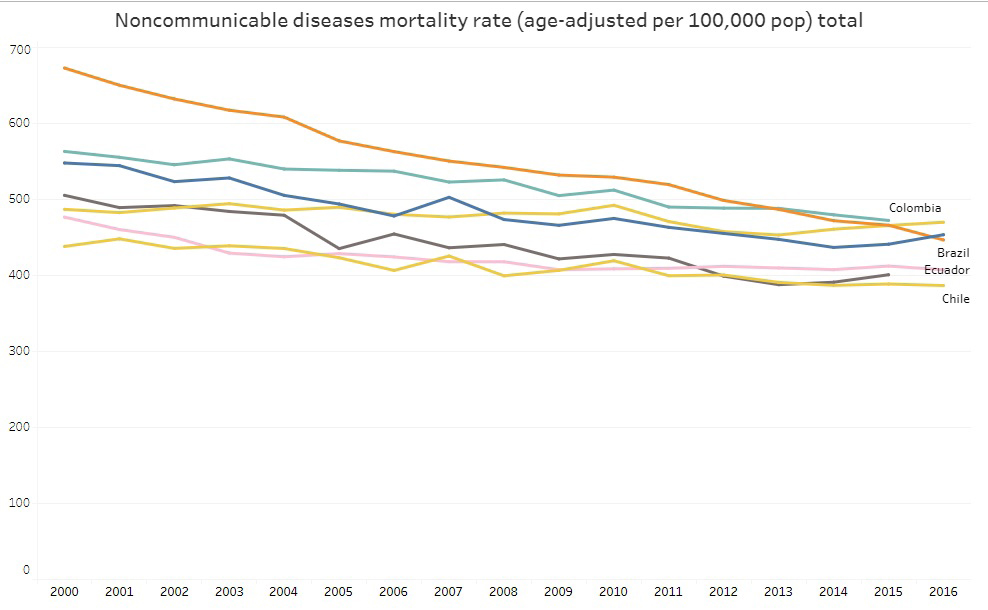 Noncommunicable diseases mortality rate (age-adjusted per 100,000 pop) total
700
600
500
400
300
200
100
0
Colombia
Brazil
Ecuador
Chile
2000 2001 2002 2003 2004 2005 2006 2007 2008 2009 2010 2011 2012 2013 2014 2015 2016